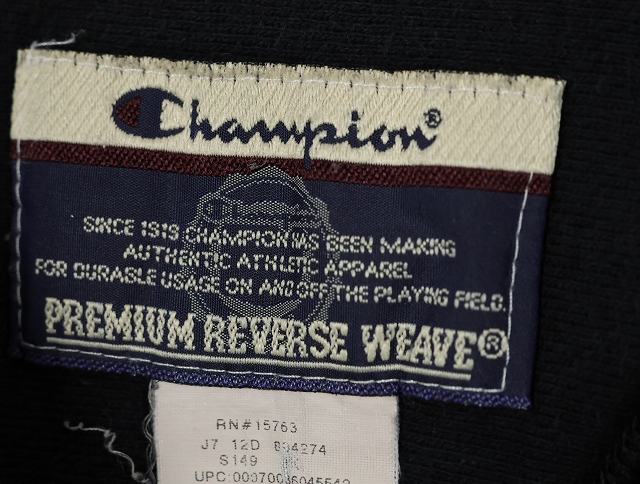 Champion®
SINCE 1919 CHAMPION HAS BEEN MAKING
AUTHENTIC ATHLETIC APPAREL
FOR DURABLE USAGE ON AND OFF THE PLAYING FIELD.
PREMIUM REVERSE WEAVE®
RN#15763
J7 12D
S149